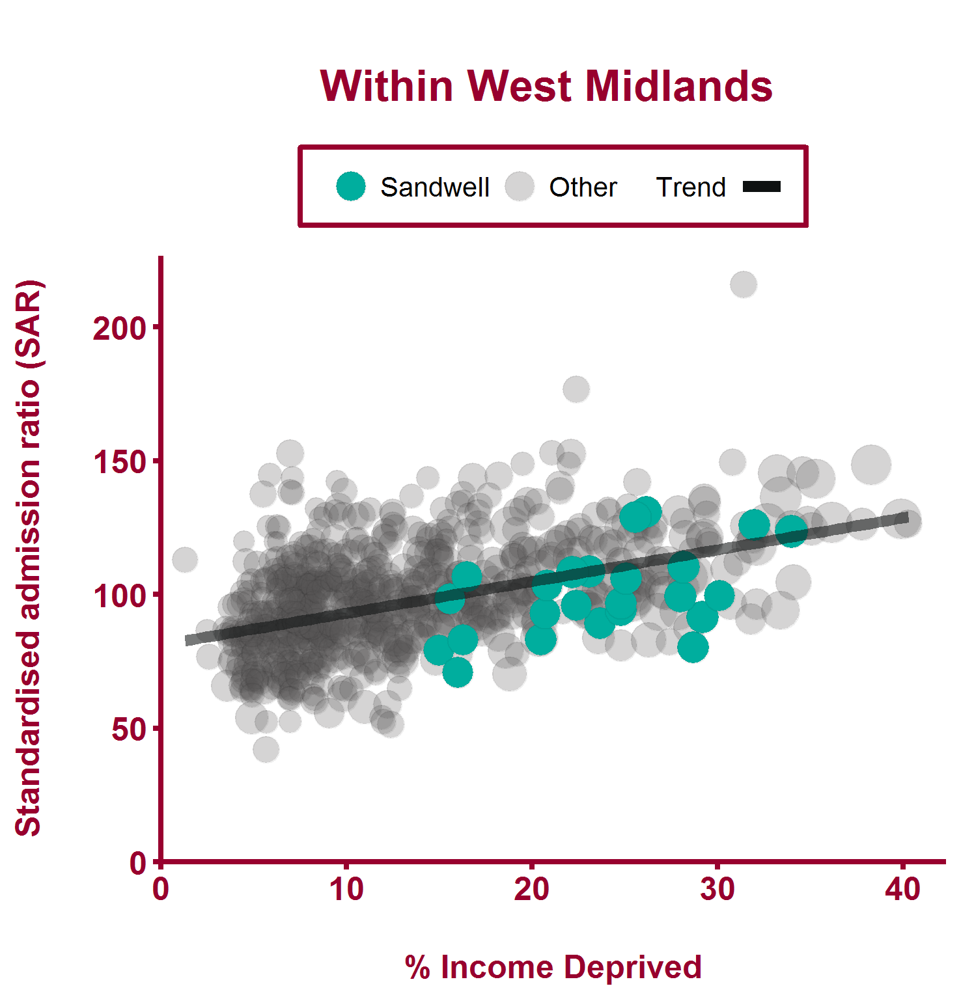 Within West Midlands
Sandwell Other Trend
Standardised admission ratio (SAR)
200
150
100
50
0
0 10 20 30 40
% Income Deprived